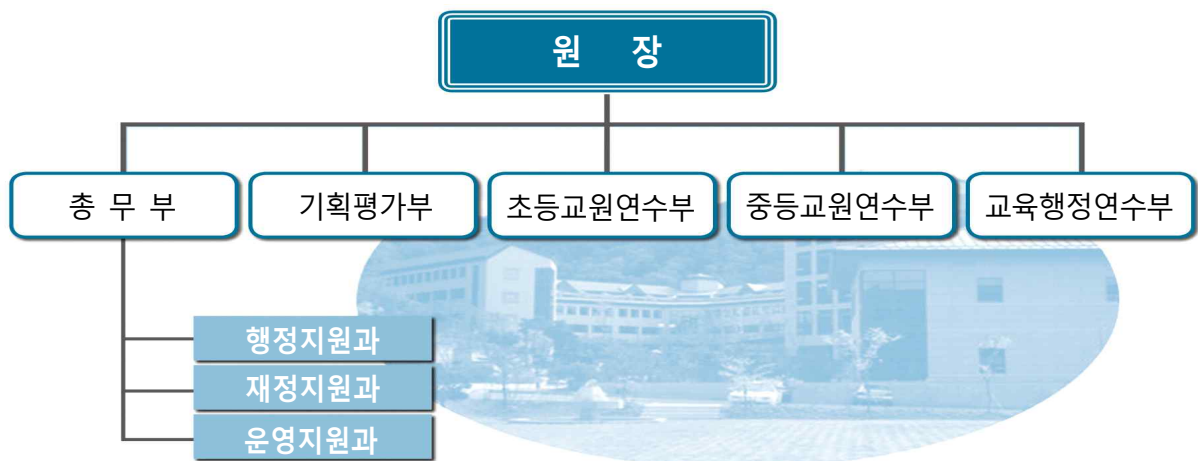 원 장
총 무 부
기획평가부
초등교원연수부
중등교원연수부
교육행정연수부
행정지원과
재정지원과
운영지원과